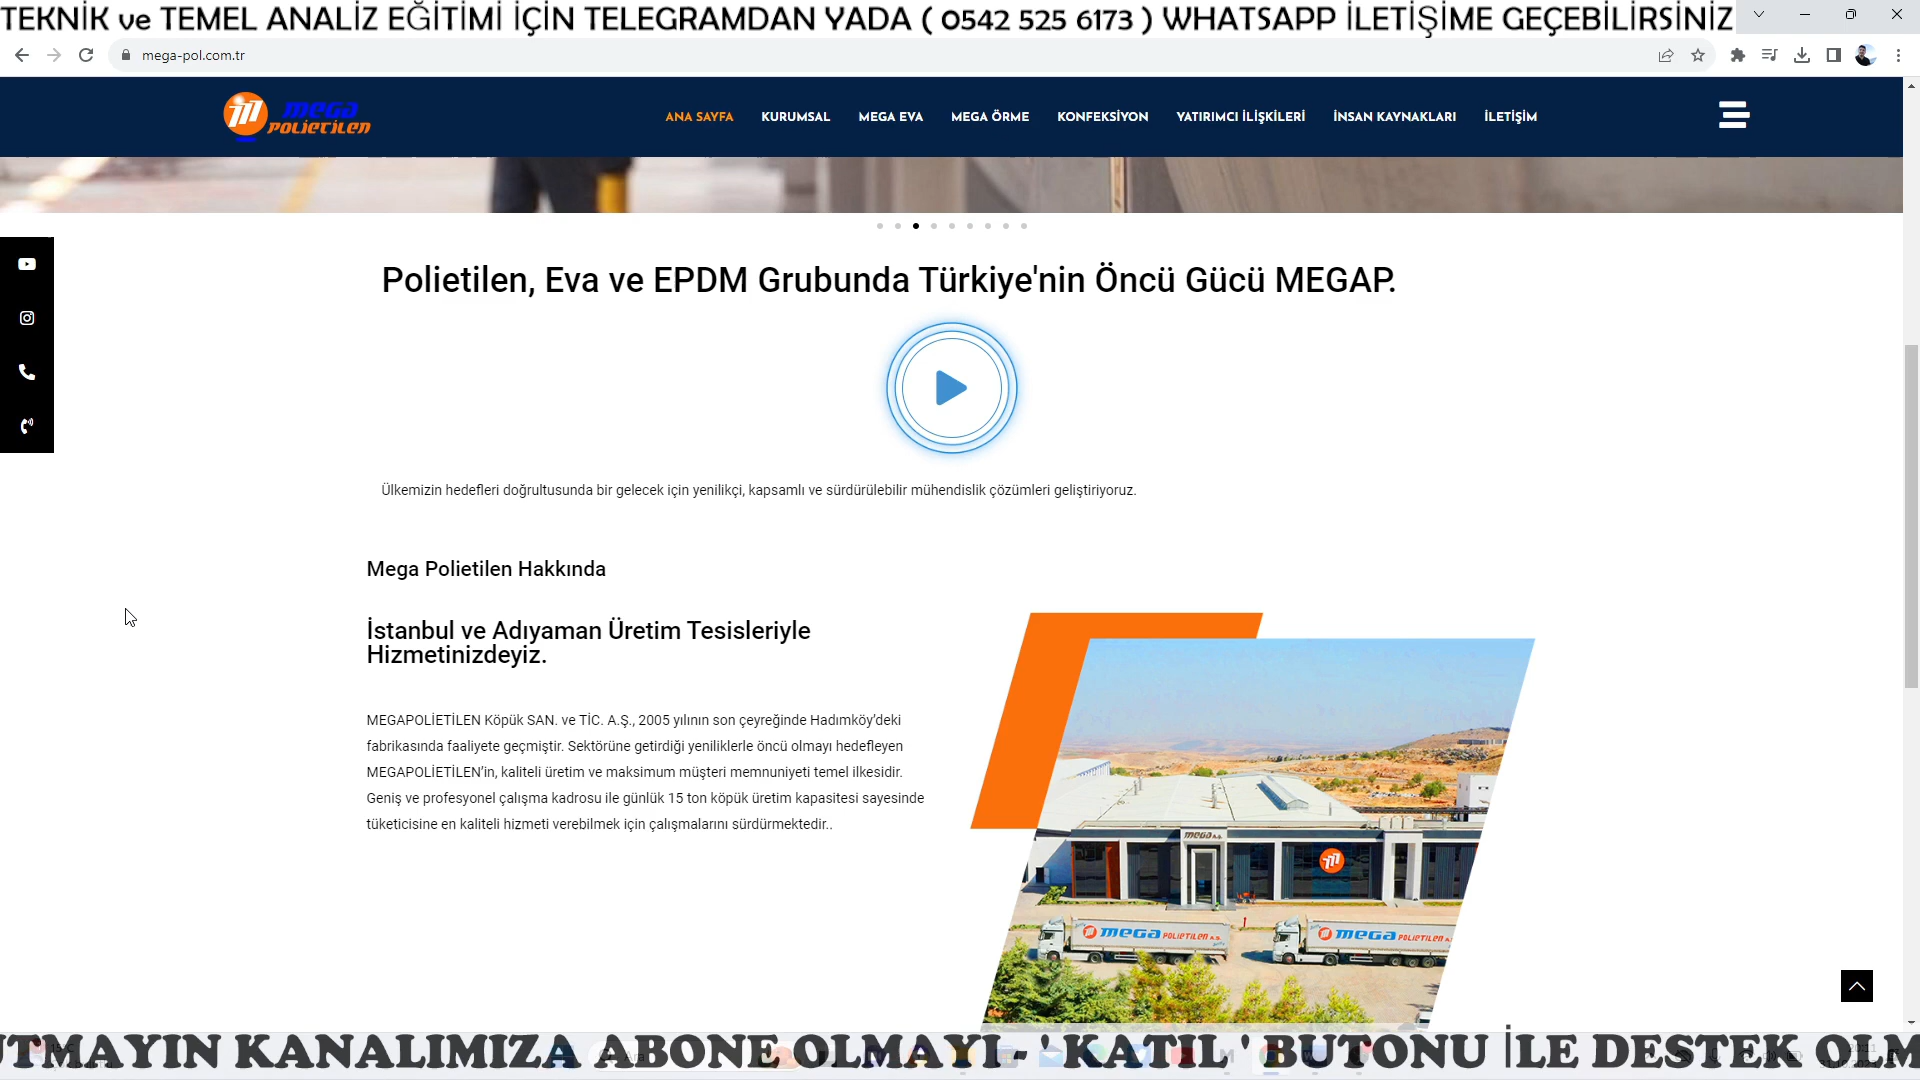 TEKNİK ve TEMEL ANALİZ EĞİTİMİ İÇİN TELEGRAMDAN YADA ( 0542 525 6173 ) WHATSAPP İLETİŞİME GEÇEBİLİRSİNİZ
mega-pol.com.tr
MEGA
POLIETILEN
ANA SAYFA KURUMSAL MEGA EVA MEGA ÖRME KONFEKSİYON YATIRIMCI İLİŞKİLERİ İNSAN KAYNAKLARI İLETİŞİM
Polietilen, Eva ve EPDM Grubunda Türkiye'nin Öncü Gücü MEGAP.
Ülkemizin hedefleri doğrultusunda bir gelecek için yenilikçi, kapsamlı ve sürdürülebilir mühendislik çözümleri geliştiriyoruz.
Mega Polietilen Hakkında
İstanbul ve Adıyaman Üretim Tesisleriyle
Hizmetinizdeyiz.
MEGAPOLİETİLEN Köpük SAN. ve TİC. A.Ş., 2005 yılının son çeyreğinde Hadımköy’deki
fabrikasında faaliyete geçmiştir. Sektörüne getirdiği yeniliklerle öncü olmayı hedefleyen
MEGAPOLİETİLEN’in, kaliteli üretim ve maksimum müşteri memnuniyeti temel ilkesidir.
Geniş ve profesyonel çalışma kadrosu ile günlük 15 ton köpük üretim kapasitesi sayesinde
tüketicisine en kaliteli hizmeti verebilmek için çalışmalarını sürdürmektedir..
MEGA A.Ş.
MEGA POLIETILEN A.Ş.
MEGA POLIETILEN A.
UTMAYIN KANALIMIZA ABONE OLMAYI- ' KATIL ' BUTONU İLE DESTEK OLM